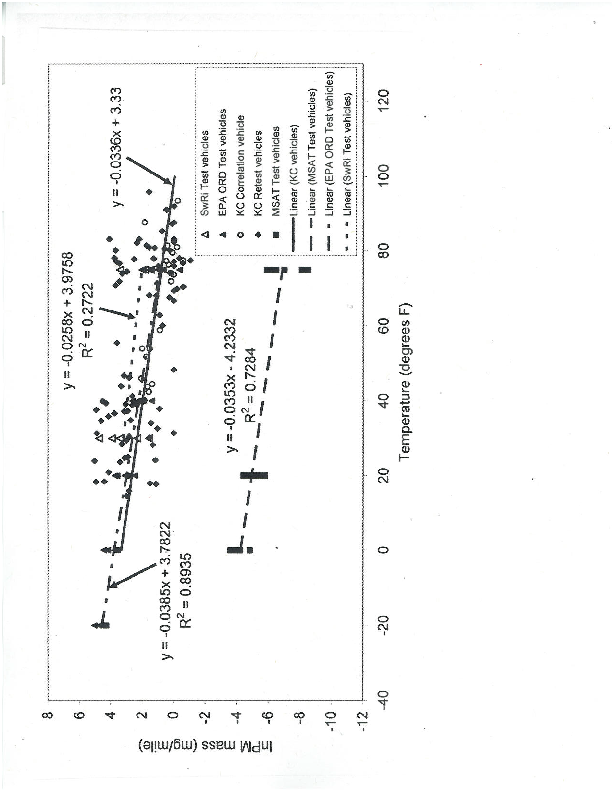 y = -0.0258x + 3.9758
R² = 0.2722
y = -0.0336x + 3.33
y = -0.0385x + 3.7822
R² = 0.8935
y = -0.0353x - 4.2332
R² = 0.7284
SwRi Test vehicles
EPA ORD Test vehicles
KC Correlation vehicle
KC Retest vehicles
MSAT Test vehicles
Linear (KC vehicles)
Linear (MSAT Test vehicles)
Linear (EPA ORD Test vehicles)
Linear (SwRi Test vehicles)
lnPM mass (mg/mile)
8
6
4
2
0
-2
-4
-6
-8
-10
-12
-40
-20
0
20
40
60
80
100
120
Temperature (degrees F)